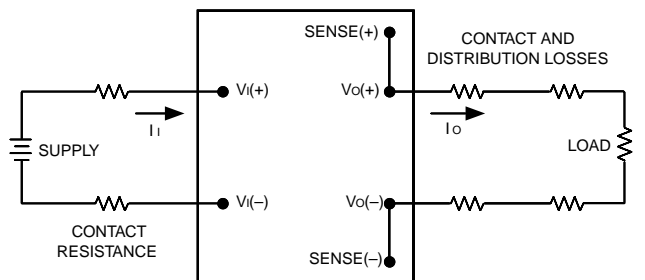 SENSE(+)
CONTACT AND
DISTRIBUTION LOSSES
VI(+)
VO(+)
II
IO
SUPPLY
LOAD
VI(–)
VO(–)
CONTACT
RESISTANCE
SENSE(–)